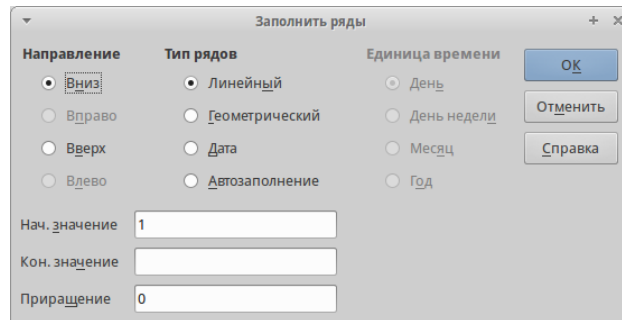 Заполнить ряды
Направление
Вниз
Вправо
Вверх
Влево
Тип рядов
Линейный
Геометрический
Дата
Автозаполнение
Единица времени
День
День недели
Месяц
Год
ОК
Отменить
Справка
Нач. значение 1
Кон. значение
Приращение 0